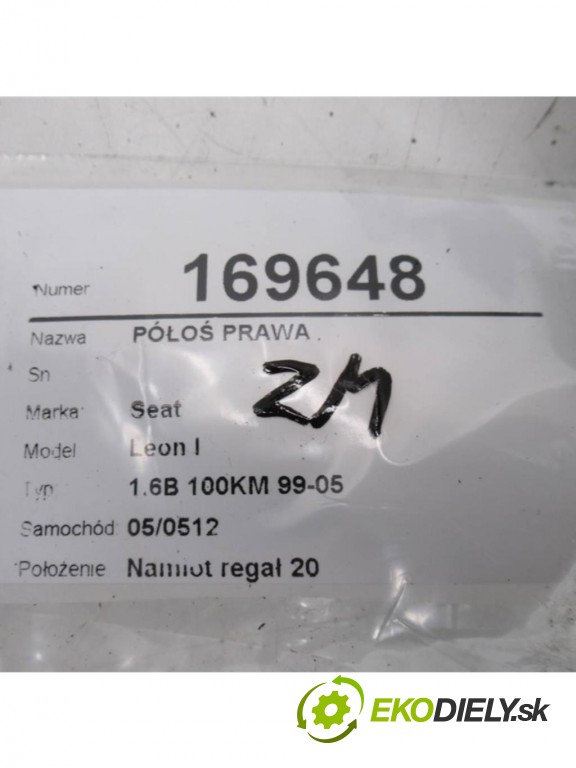 Numer 169648
Nazwa PÓŁOŚ PRAWA
Sn
Marka: Seat
Model Leon I
Typ 1.6B 100KM 99-05
Samochód: 05/0512
Położenie Namiot regał 20
ZM
EKODIELY.sk